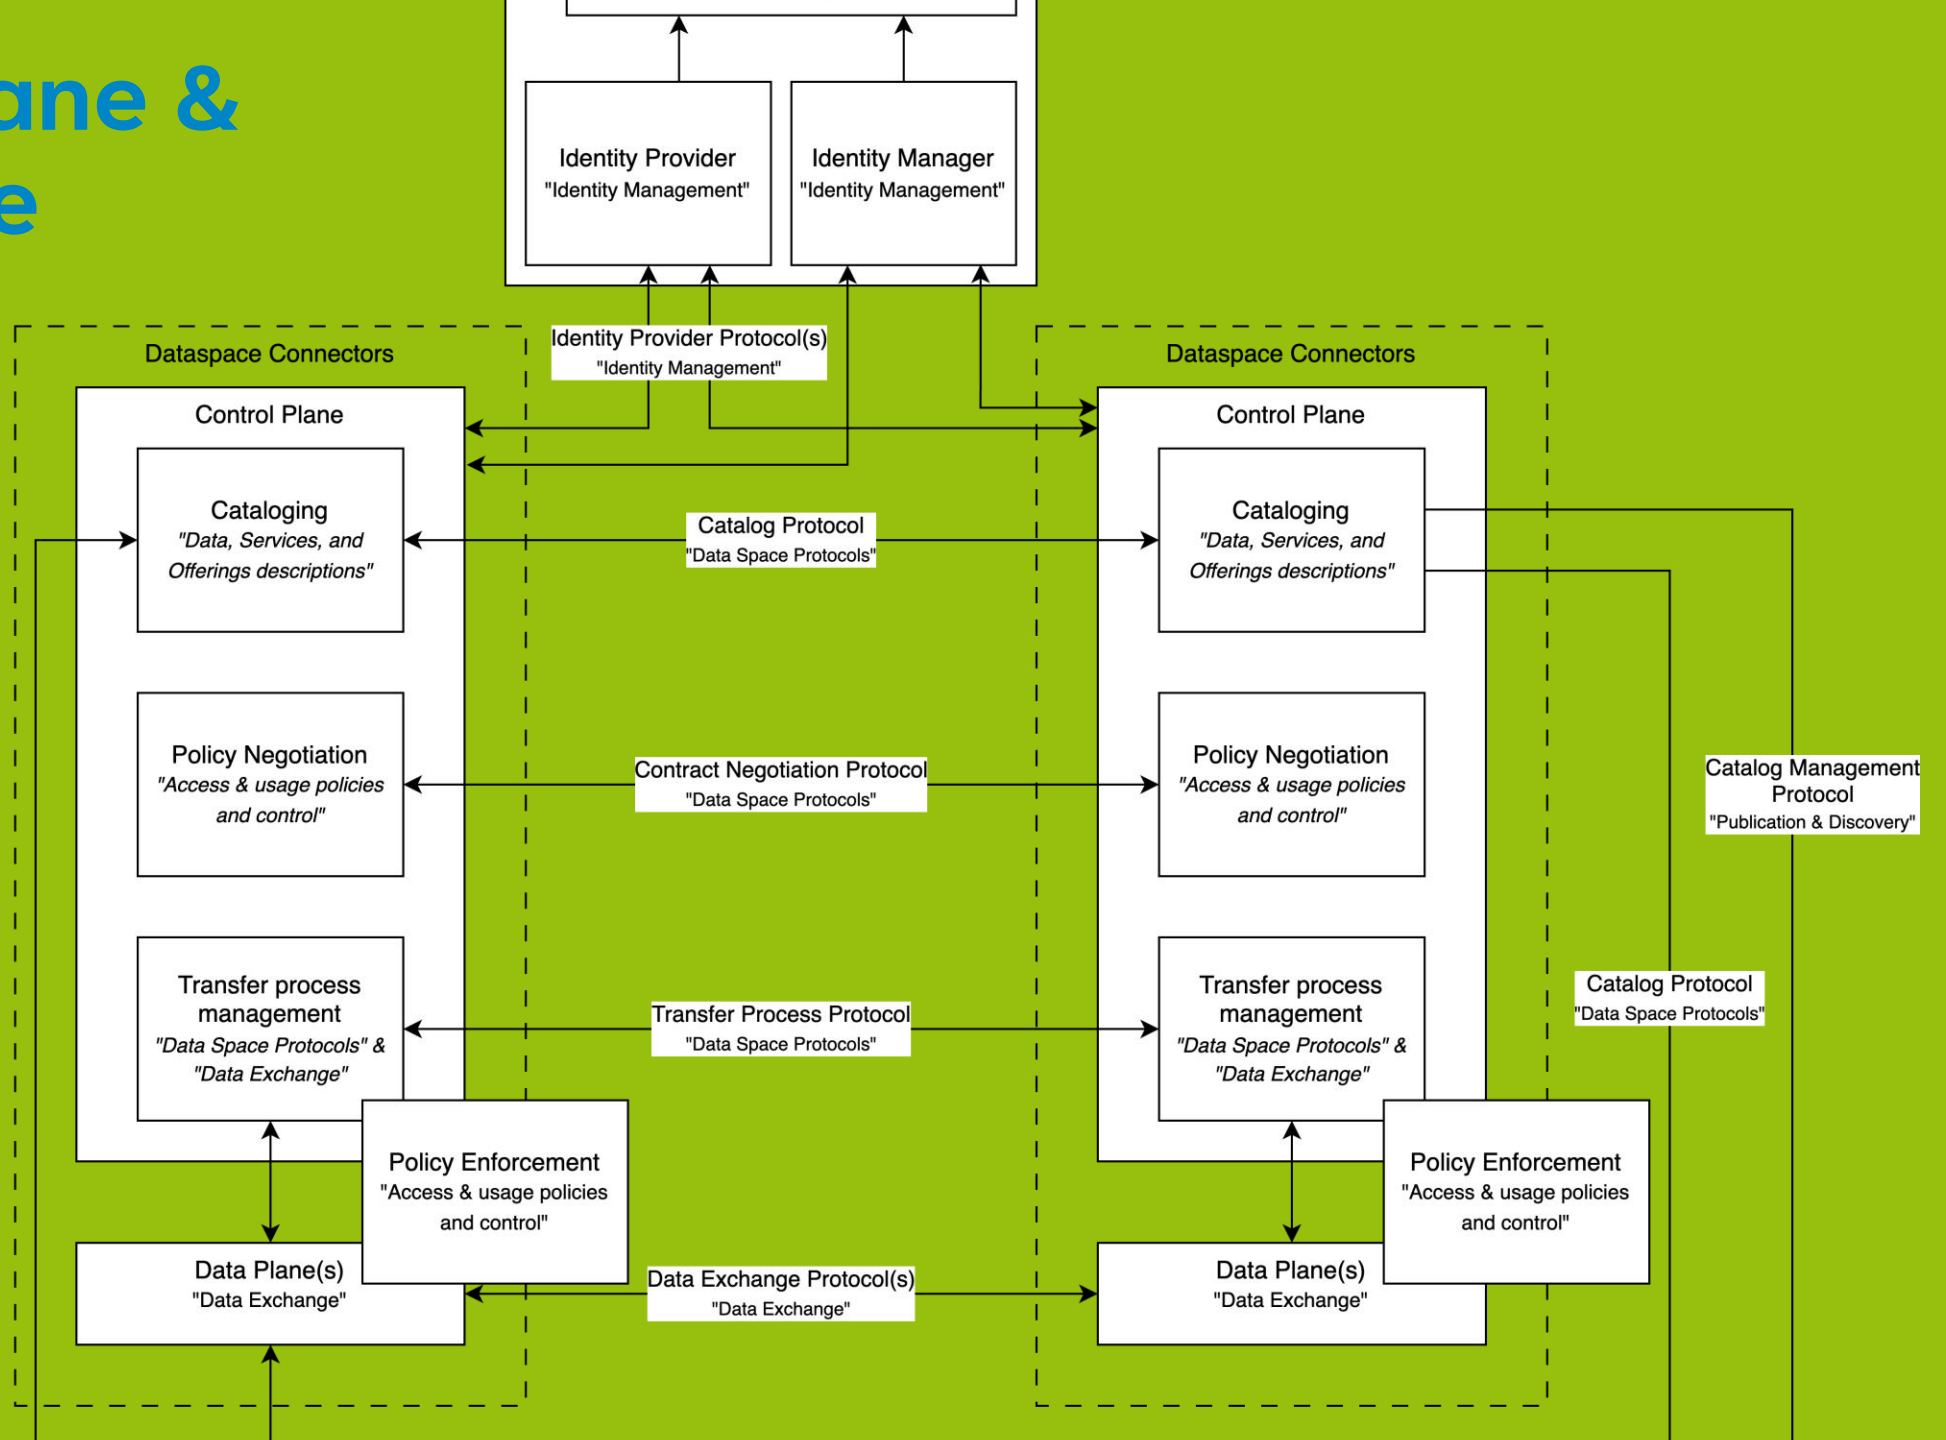 ane &
e
Identity Provider
"Identity Management"
Identity Manager
"Identity Management"
Identity Provider Protocol(s)
"Identity Management"
Dataspace Connectors
Control Plane
Cataloging
"Data, Services, and
Offerings descriptions"
Policy Negotiation
"Access & usage policies
and control"
Transfer process
management
"Data Space Protocols" &
"Data Exchange"
Policy Enforcement
"Access & usage policies
and control"
Data Plane(s)
"Data Exchange"
Catalog Protocol
"Data Space Protocols"
Contract Negotiation Protocol
"Data Space Protocols"
Transfer Process Protocol
"Data Space Protocols"
Data Exchange Protocol(s)
"Data Exchange"
Dataspace Connectors
Control Plane
Cataloging
"Data, Services, and
Offerings descriptions"
Policy Negotiation
"Access & usage policies
and control"
Transfer process
management
"Data Space Protocols" &
"Data Exchange"
Policy Enforcement
"Access & usage policies
and control"
Data Plane(s)
"Data Exchange"
Catalog Management
Protocol
"Publication & Discovery"
Catalog Protocol
"Data Space Protocols"